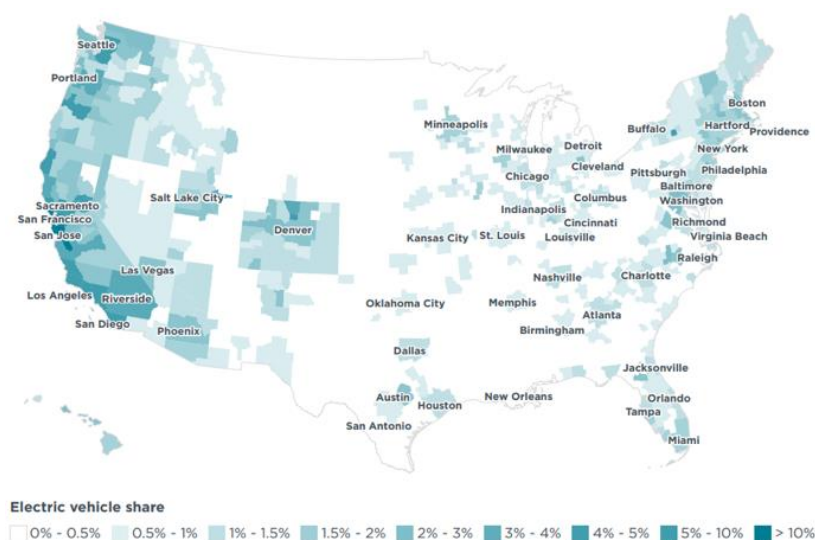 Seattle
Portland
Boston
Minneapolis
Buffalo
Hartford
Providence
Milwaukee
Detroit
New York
Cleveland
Pittsburgh
Philadelphia
Chicago
Baltimore
Salt Lake City
Columbus
Washington
Sacramento
Indianapolis
San Francisco
Cincinnati
Richmond
Denver
San Jose
Kansas City
St. Louis
Louisville
Virginia Beach
Raleigh
Las Vegas
Nashville
Charlotte
Los Angeles
Riverside
Oklahoma City
Memphis
Atlanta
San Diego
Phoenix
Birmingham
Dallas
Jacksonville
Austin
New Orleans
Orlando
Houston
Tampa
San Antonio
Miami
Electric vehicle share
0% - 0.5% 0.5% - 1% 1% - 1.5% 1.5% - 2% 2% - 3% 3% - 4% 4% - 5% 5% - 10% > 10%